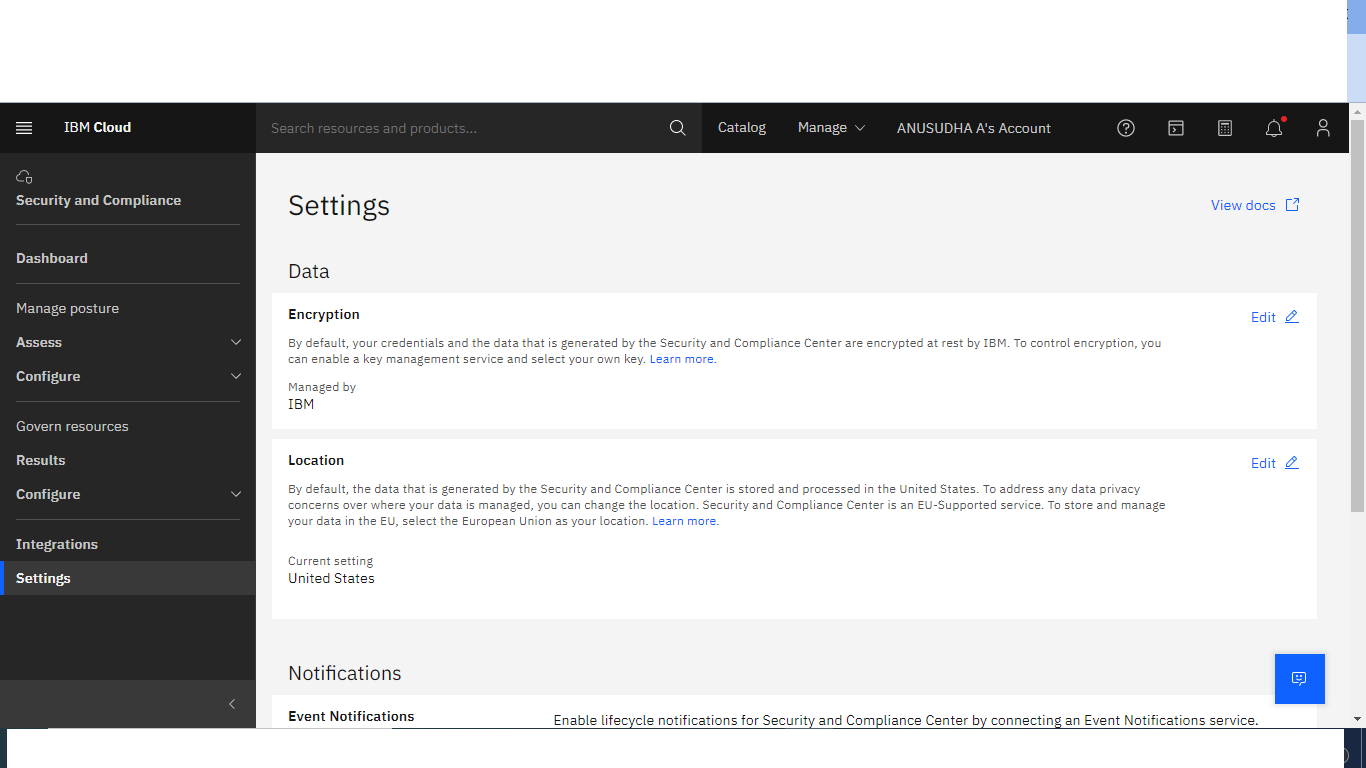 IBM Cloud
Search resources and products...
Catalog
Manage
ANUSUDHA A's Account
Security and Compliance
Dashboard
Manage posture
Assess
Configure
Govern resources
Results
Configure
Integrations
Settings
Settings
View docs
Data
Encryption
Edit
By default, your credentials and the data that is generated by the Security and Compliance Center are encrypted at rest by IBM. To control encryption, you
can enable a key management service and select your own key. Learn more.
Managed by
IBM
Location
Edit
By default, the data that is generated by the Security and Compliance Center is stored and processed in the United States. To address any data privacy
concerns over where your data is managed, you can change the location. Security and Compliance Center is an EU-Supported service. To store and manage
your data in the EU, select the European Union as your location. Learn more.
Current setting
United States
Notifications
Event Notifications
Enable lifecycle notifications for Security and Compliance Center by connecting an Event Notifications service.